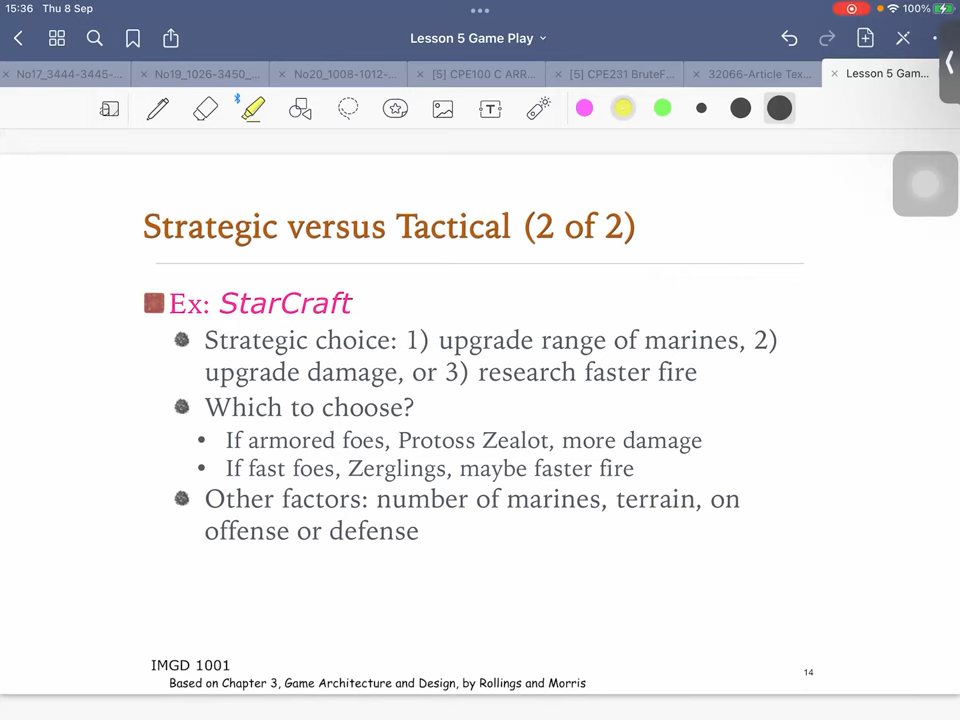 15:36 Thu 8 Sep
100%
Lesson 5 Game Play
No17_3444-3445-...
No19_1026-3450_...
No20_1008-1012-...
[5] CPE100 C ARR...
[5] CPE231 BruteF...
32066-Article Tex...
Lesson 5 Gam...
Strategic versus Tactical (2 of 2)
Ex: StarCraft
Strategic choice: 1) upgrade range of marines, 2)
upgrade damage, or 3) research faster fire
Which to choose?
• If armored foes, Protoss Zealot, more damage
• If fast foes, Zerglings, maybe faster fire
Other factors: number of marines, terrain, on
offense or defense
IMGD 1001
14
Based on Chapter 3, Game Architecture and Design, by Rollings and Morris